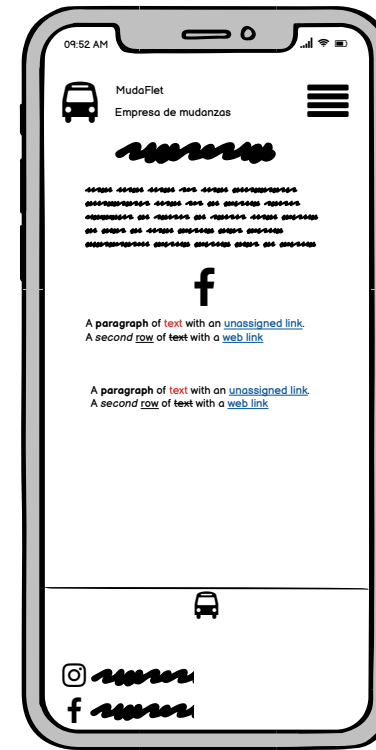 09:52 AM
MudaFlet
Empresa de mudanzas
A paragraph of text with an unassigned link.
A second row of text with a web link
A paragraph of text with an unassigned link.
A second row of text with a web link